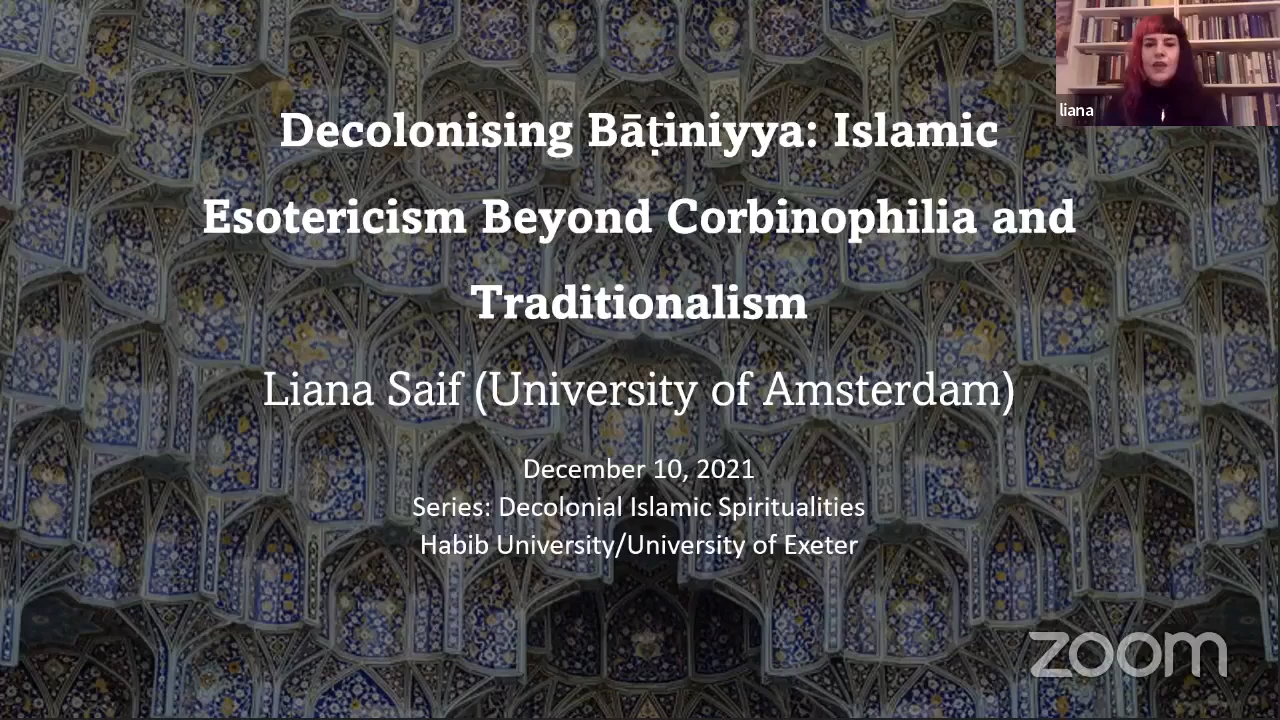 liana
Decolonising Bāṭiniyya: Islamic
Esotericism Beyond Corbinophilia and
Traditionalism
Liana Saif (University of Amsterdam)
December 10, 2021
Series: Decolonial Islamic Spiritualities
Habib University/University of Exeter
zoom